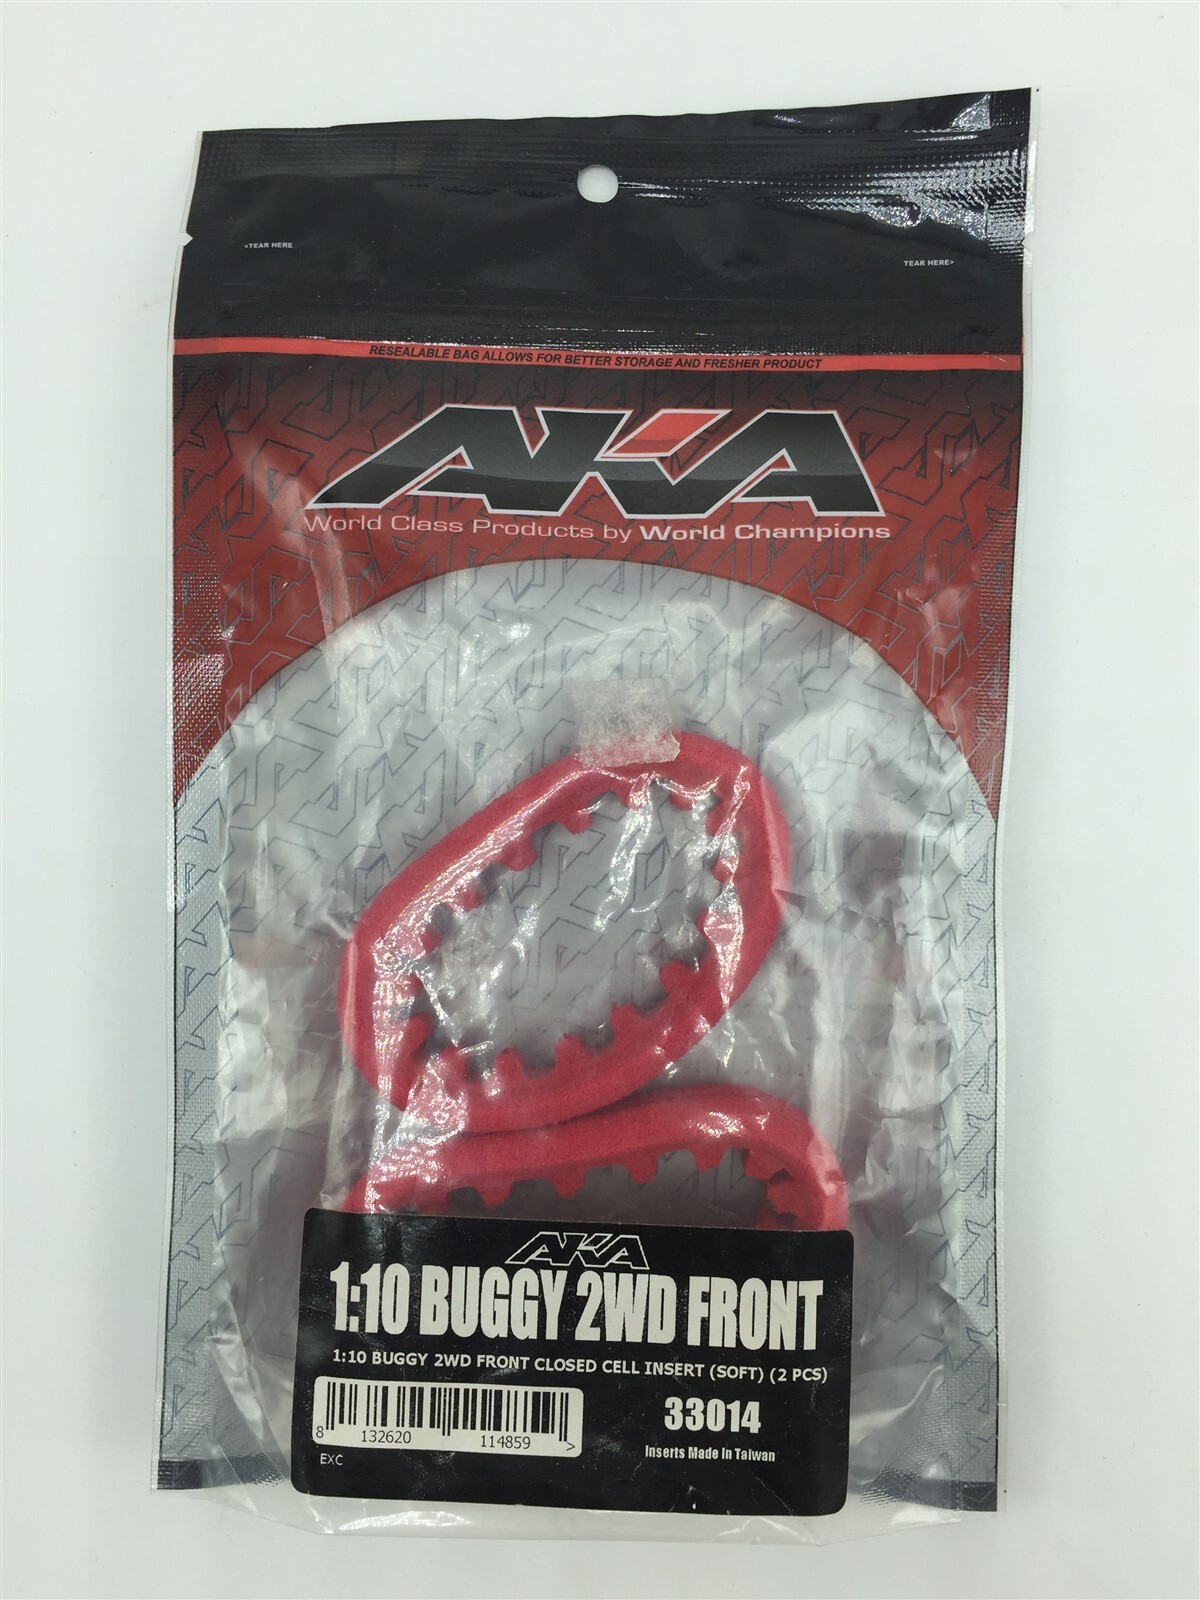 <TEAR HERE
TEAR HERE>
RESEALABLE BAG ALLOWS FOR BETTER STORAGE AND FRESHER PRODUCT
AKA
World Class Products by World Champions
AKA
1:10 BUGGY 2WD FRONT
1:10 BUGGY 2WD FRONT CLOSED CELL INSERT (SOFT) (2 PCS)
8 132620 114859 >
33014
Inserts Made In Taiwan
EXC